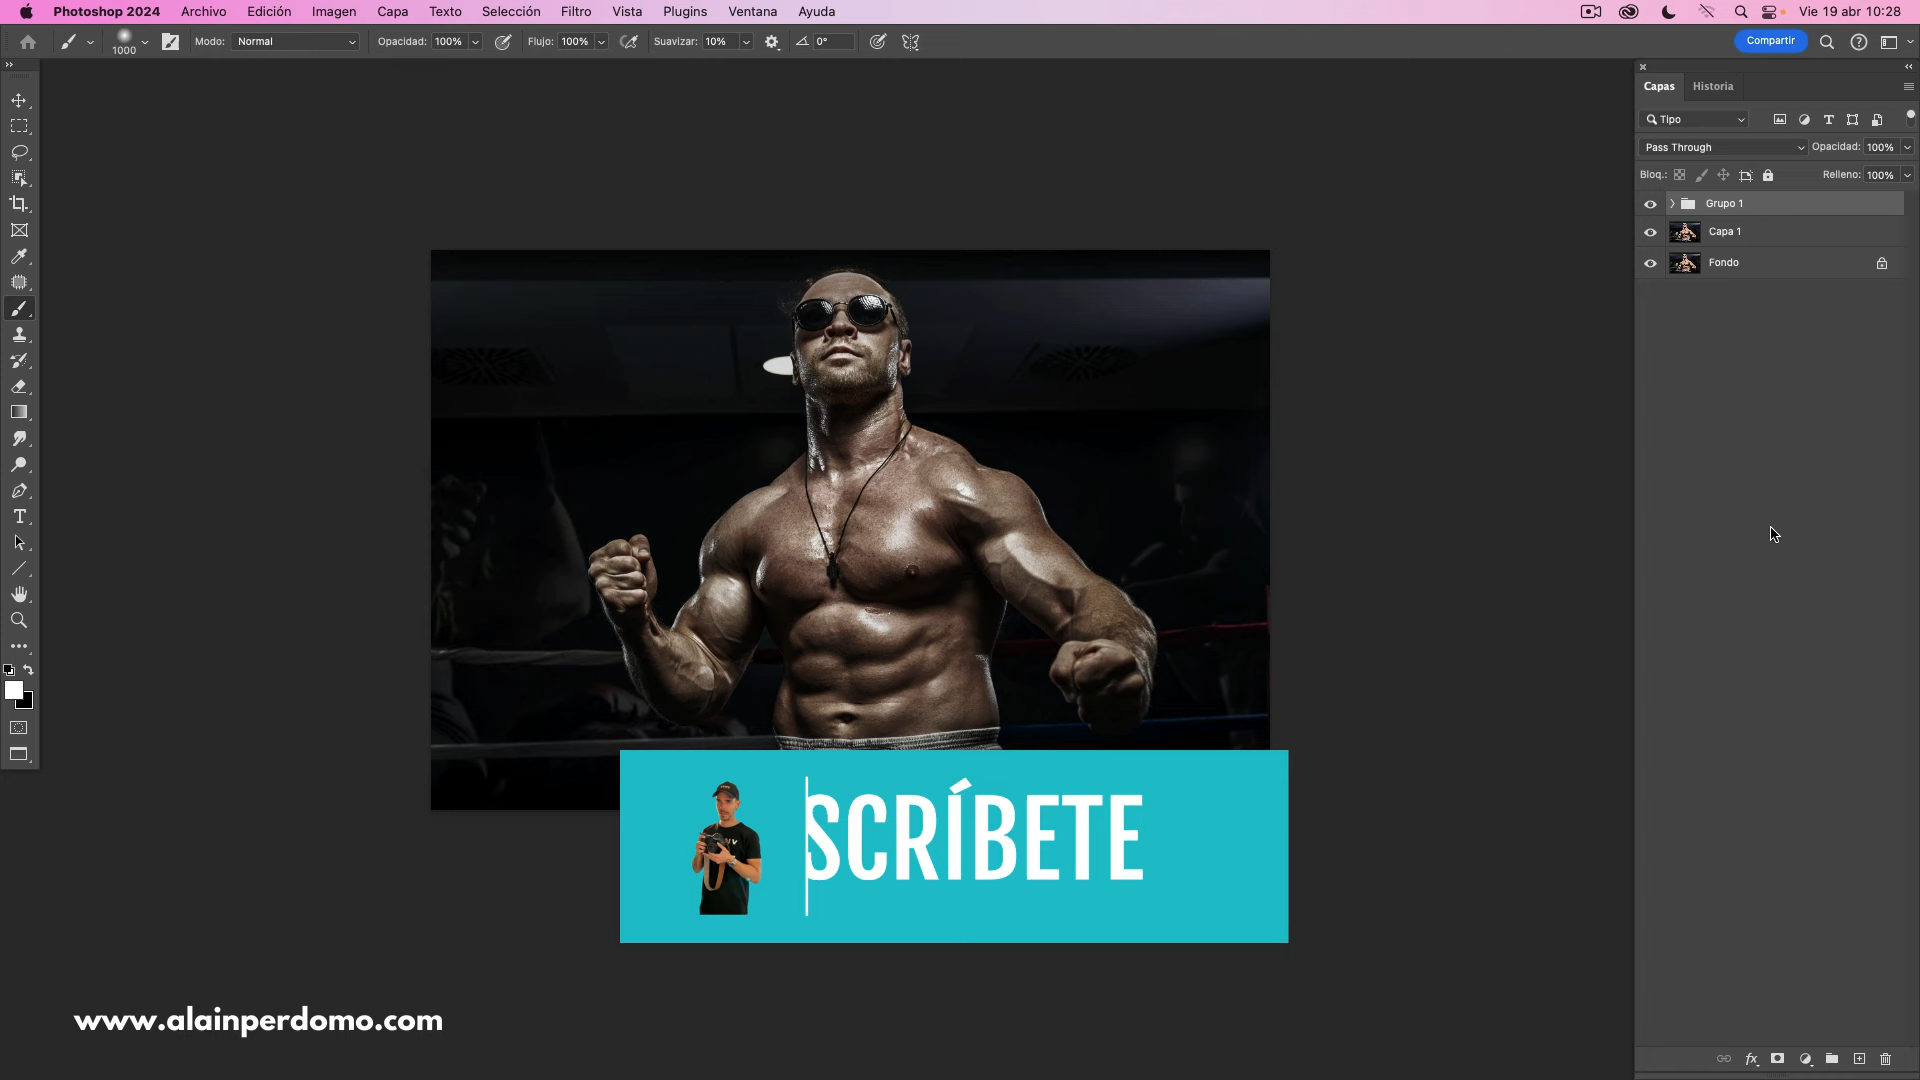 Photoshop 2024 Archivo Edición Imagen Capa Texto Selección Filtro Vista Plugins Ventana Ayuda Vie 19 abr 10:28
1000 Modo: Normal Opacidad: 100% Flujo: 100% Suavizar: 10% 0° Compartir
Capas Historia
Tipo
Pass Through Opacidad: 100%
Bloq.: Relleno: 100%
Grupo 1
Capa 1
Fondo
SCRÍBETE
www.alainperdomo.com